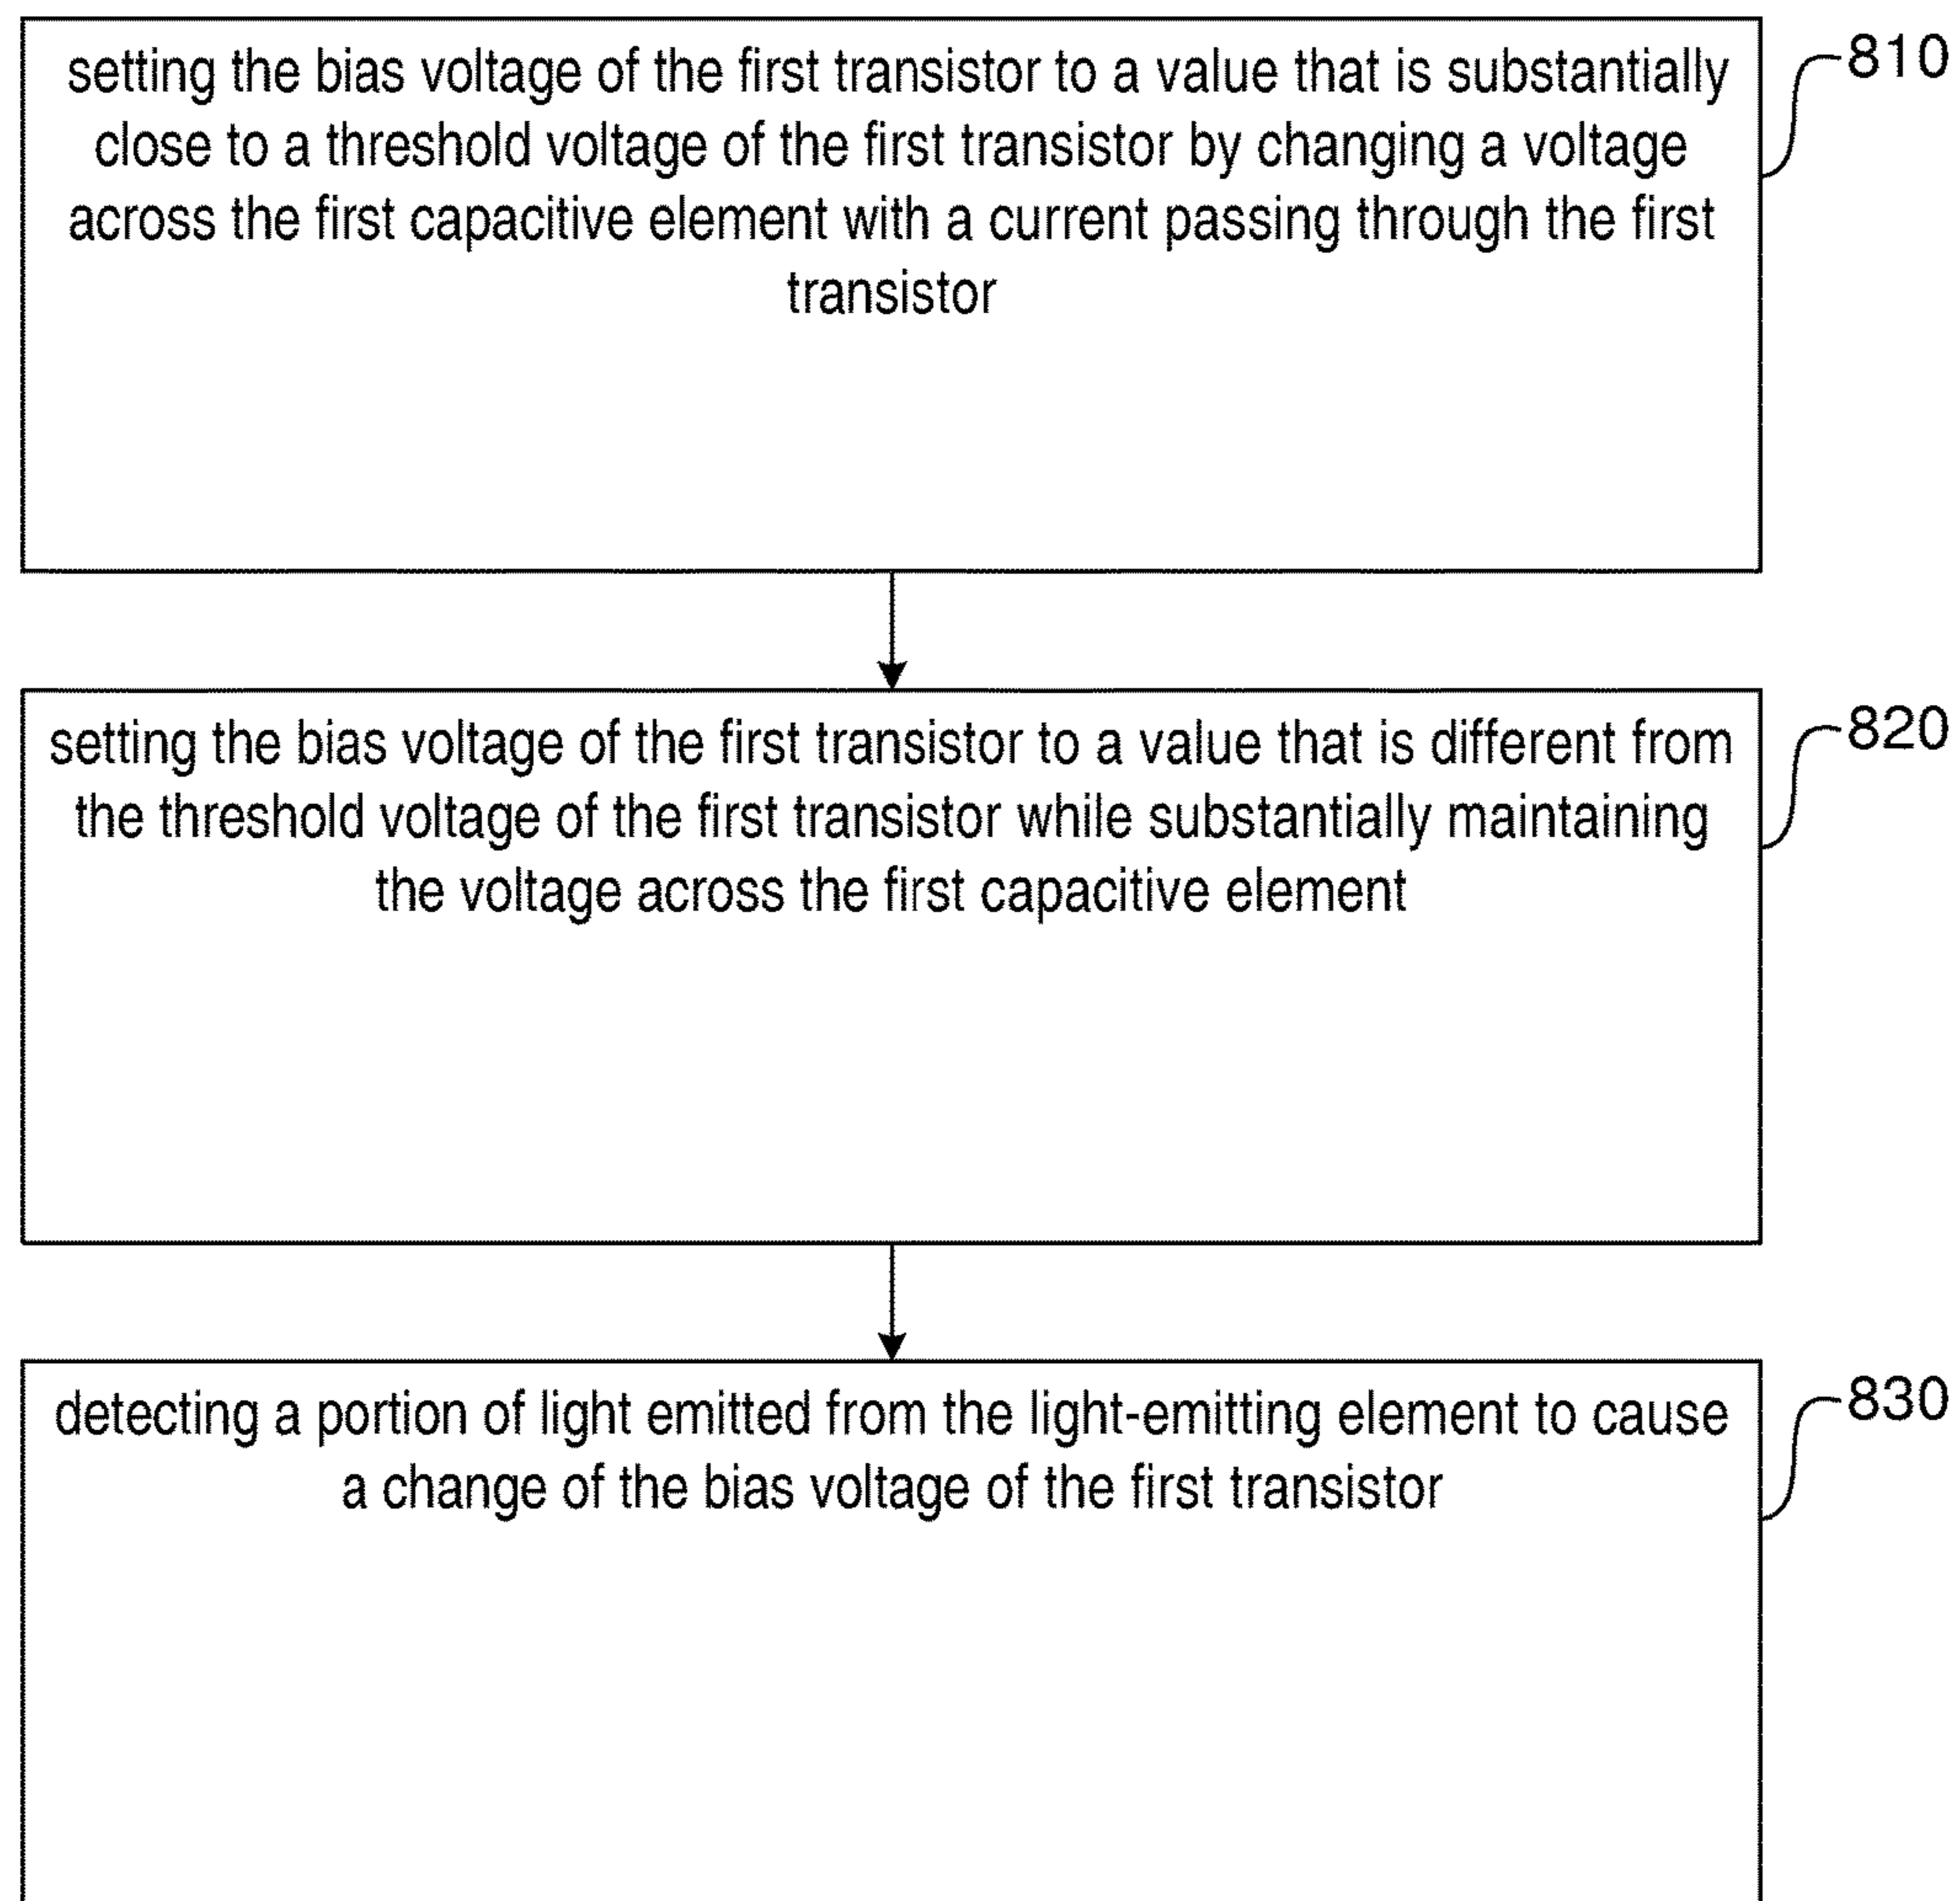 setting the bias voltage of the first transistor to a value that is substantially
close to a threshold voltage of the first transistor by changing a voltage
across the first capacitive element with a current passing through the first
transistor
810
setting the bias voltage of the first transistor to a value that is different from
the threshold voltage of the first transistor while substantially maintaining
the voltage across the first capacitive element
820
detecting a portion of light emitted from the light-emitting element to cause
a change of the bias voltage of the first transistor
830